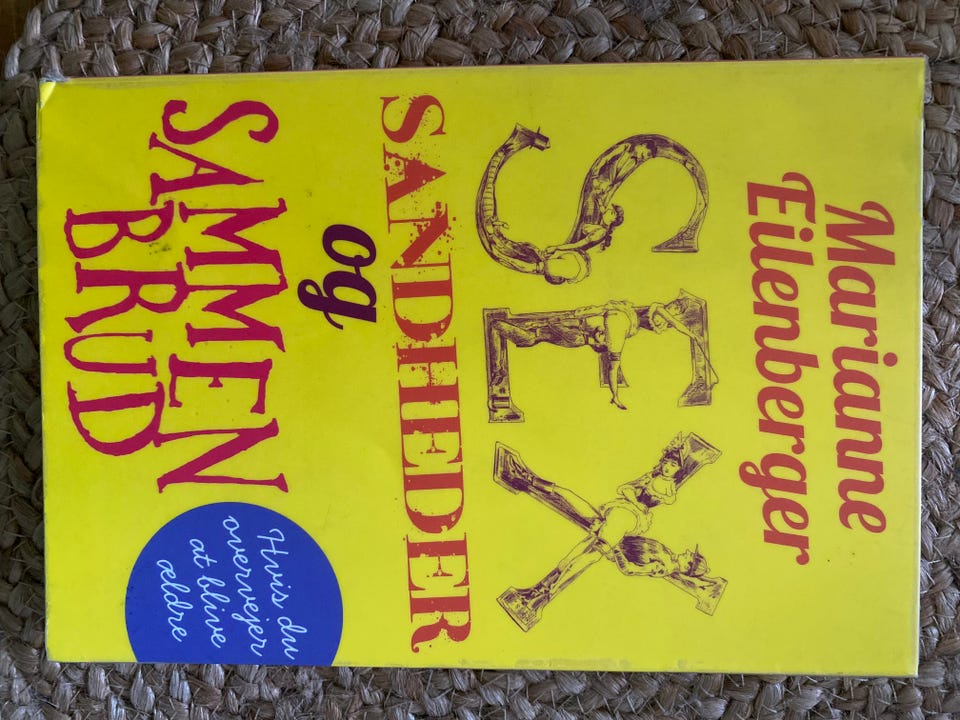 Marianne
Eilenberger
SEX
SANDHEDER
og
SAMMEN
BRUD
Hvis du
overvejer
at blive
ældre